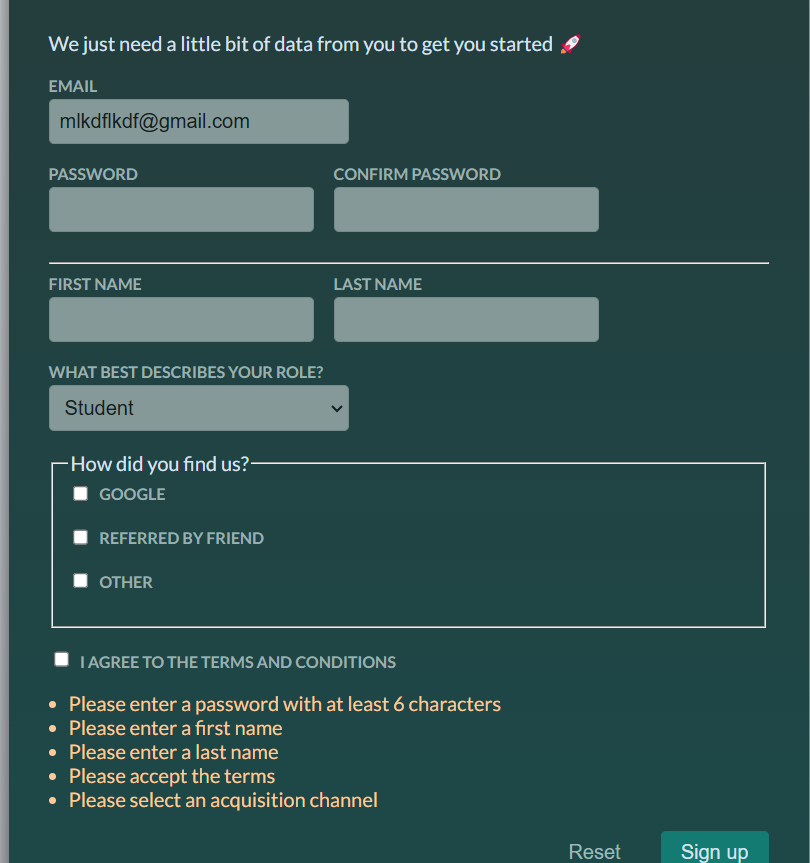 We just need a little bit of data from you to get you started 🚀
EMAIL
mlkdflkdf@gmail.com
PASSWORD CONFIRM PASSWORD
FIRST NAME LAST NAME
WHAT BEST DESCRIBES YOUR ROLE?
Student
How did you find us?
GOOGLE
REFERRED BY FRIEND
OTHER
I AGREE TO THE TERMS AND CONDITIONS
• Please enter a password with at least 6 characters
• Please enter a first name
• Please enter a last name
• Please accept the terms
• Please select an acquisition channel
Reset Sign up